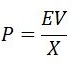 P = EV/X